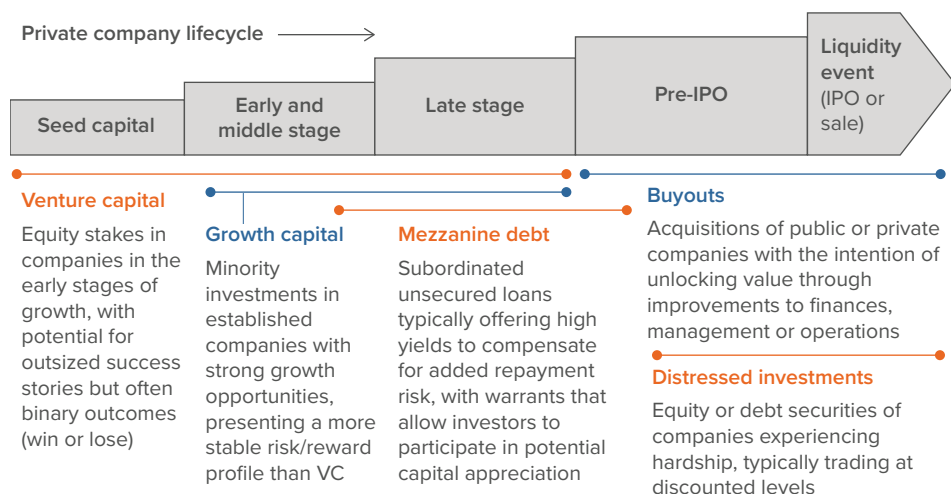 Private company lifecycle
Seed capital
Early and
middle stage
Late stage
Pre-IPO
Liquidity
event
(IPO or
sale)
Venture capital
Equity stakes in
companies in the
early stages of
growth, with
potential for
outsized success
stories but often
binary outcomes
(win or lose)
Growth capital
Minority
investments in
established
companies with
strong growth
opportunities,
presenting a more
stable risk/reward
profile than VC
Mezzanine debt
Subordinated
unsecured loans
typically offering high
yields to compensate
for added repayment
risk, with warrants that
allow investors to
participate in potential
capital appreciation
Buyouts
Acquisitions of public or private
companies with the intention of
unlocking value through
improvements to finances,
management or operations
Distressed investments
Equity or debt securities of
companies experiencing
hardship, typically trading at
discounted levels